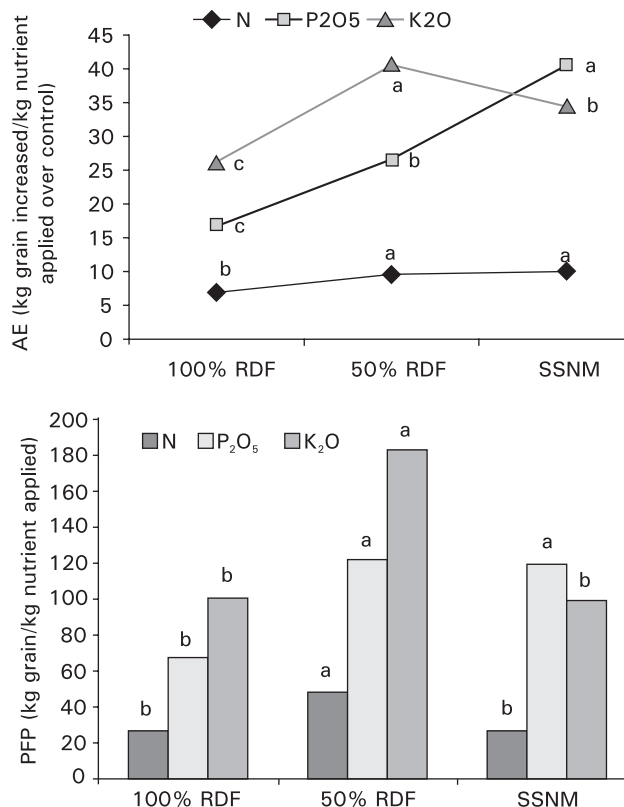 N P2O5 K2O
AE (kg grain increased/kg nutrient
applied over control)
45
40
35
30
25
20
15
10
5
0
c a b
c b a
b a a
100% RDF 50% RDF SSNM
PFP (kg grain/kg nutrient applied)
200
180
160
140
120
100
80
60
40
20
0
N P₂O₅ K₂O
b b b
a a a
b a b
100% RDF 50% RDF SSNM